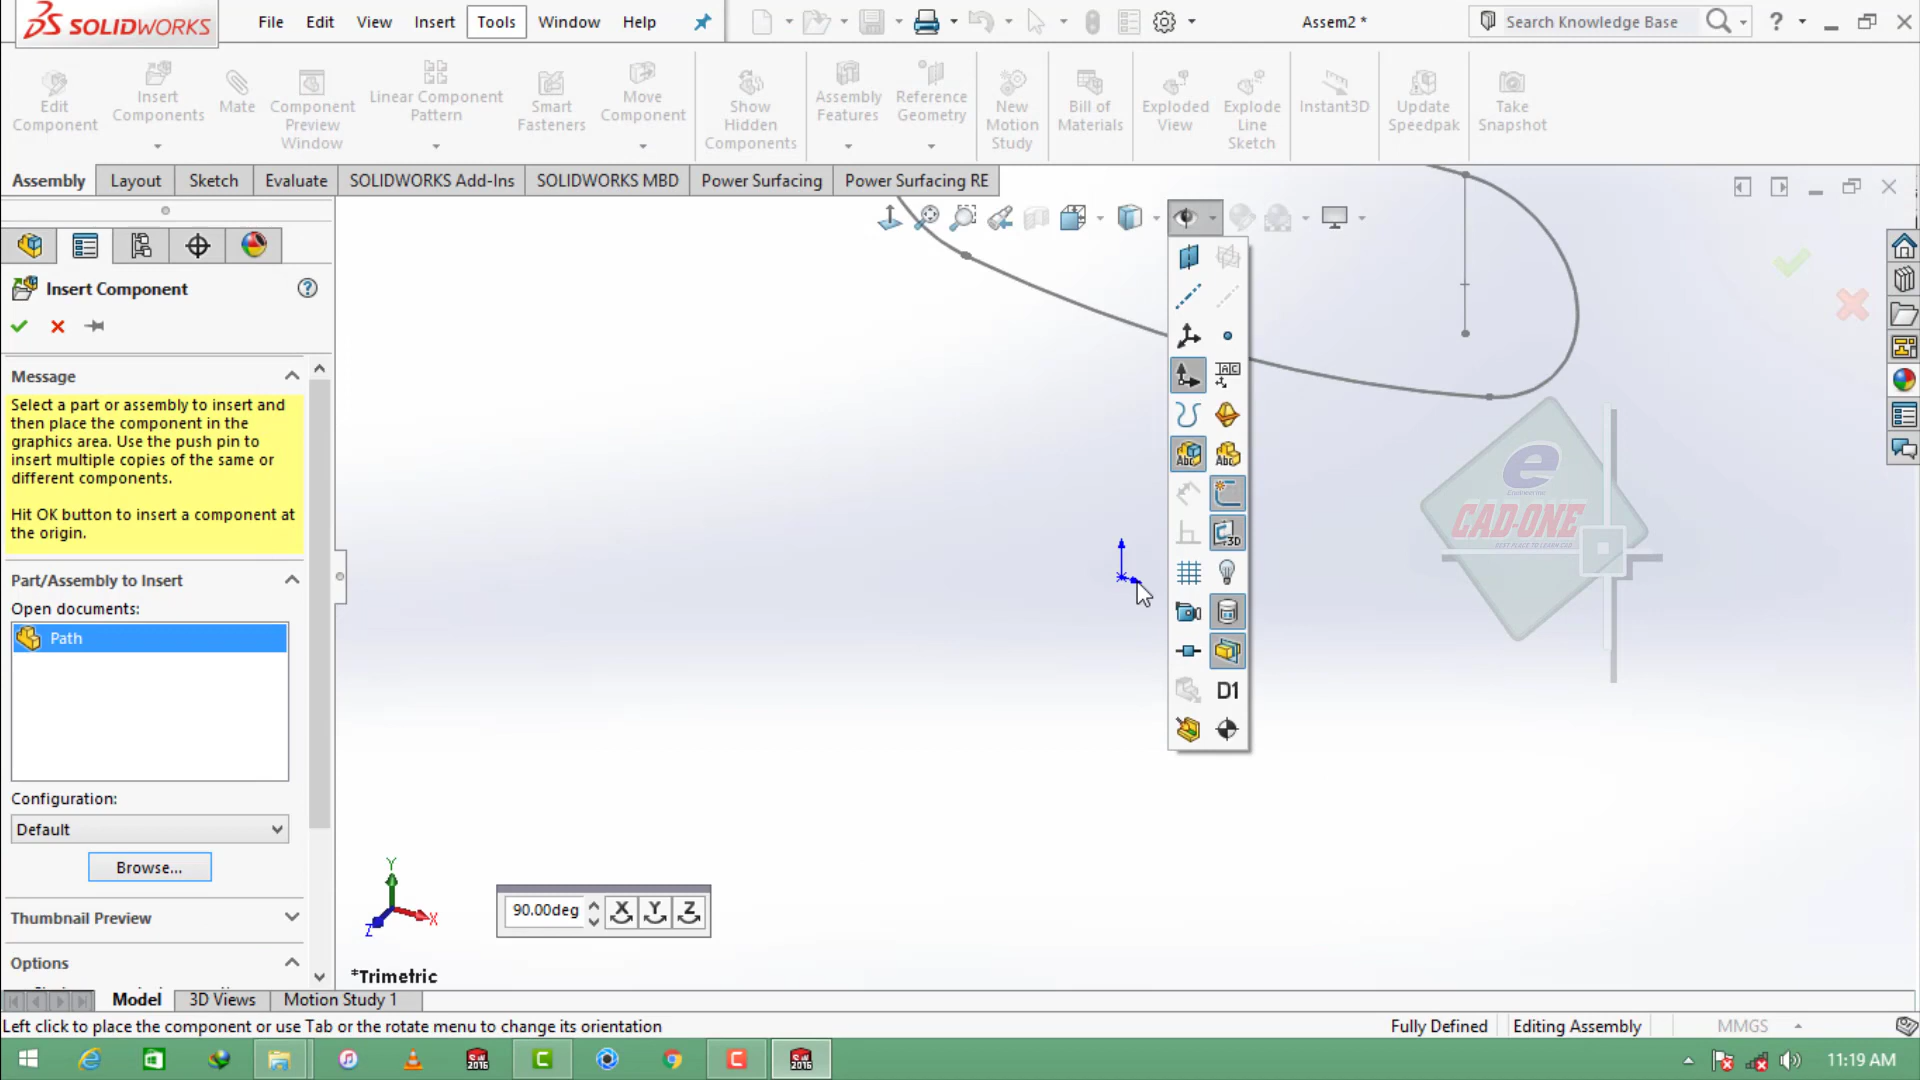 SOLIDWORKS
File Edit View Insert Tools Window Help
Assem2 *
Search Knowledge Base
?
Edit Component
Insert Components
Mate
Component Preview Window
Linear Component Pattern
Smart Fasteners
Move Component
Show Hidden Components
Assembly Features
Reference Geometry
New Motion Study
Bill of Materials
Exploded View
Explode Line Sketch
Instant3D
Update Speedpak
Take Snapshot
Assembly Layout Sketch Evaluate SOLIDWORKS Add-Ins SOLIDWORKS MBD Power Surfacing Power Surfacing RE
Insert Component
?
Message
Select a part or assembly to insert and
then place the component in the
graphics area. Use the push pin to
insert multiple copies of the same or
different components.
Hit OK button to insert a component at
the origin.
Part/Assembly to Insert
Open documents:
Path
Configuration:
Default
Browse...
Thumbnail Preview
Options
Abc
Abc
3D
D1
e
CAD-ONE
BEST PLACE TO LEARN CAD
Y
X
Z
90.00deg X Y Z
*Trimetric
Model 3D Views Motion Study 1
Left click to place the component or use Tab or the rotate menu to change its orientation
Fully Defined Editing Assembly MMGS
11:19 AM